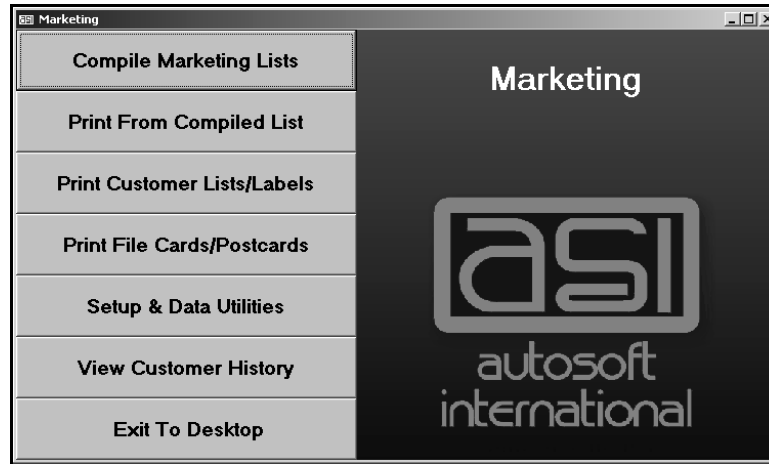 ASI Marketing
Compile Marketing Lists
Print From Compiled List
Print Customer Lists/Labels
Print File Cards/Postcards
Setup & Data Utilities
View Customer History
Exit To Desktop
Marketing
asi
autosoft
international